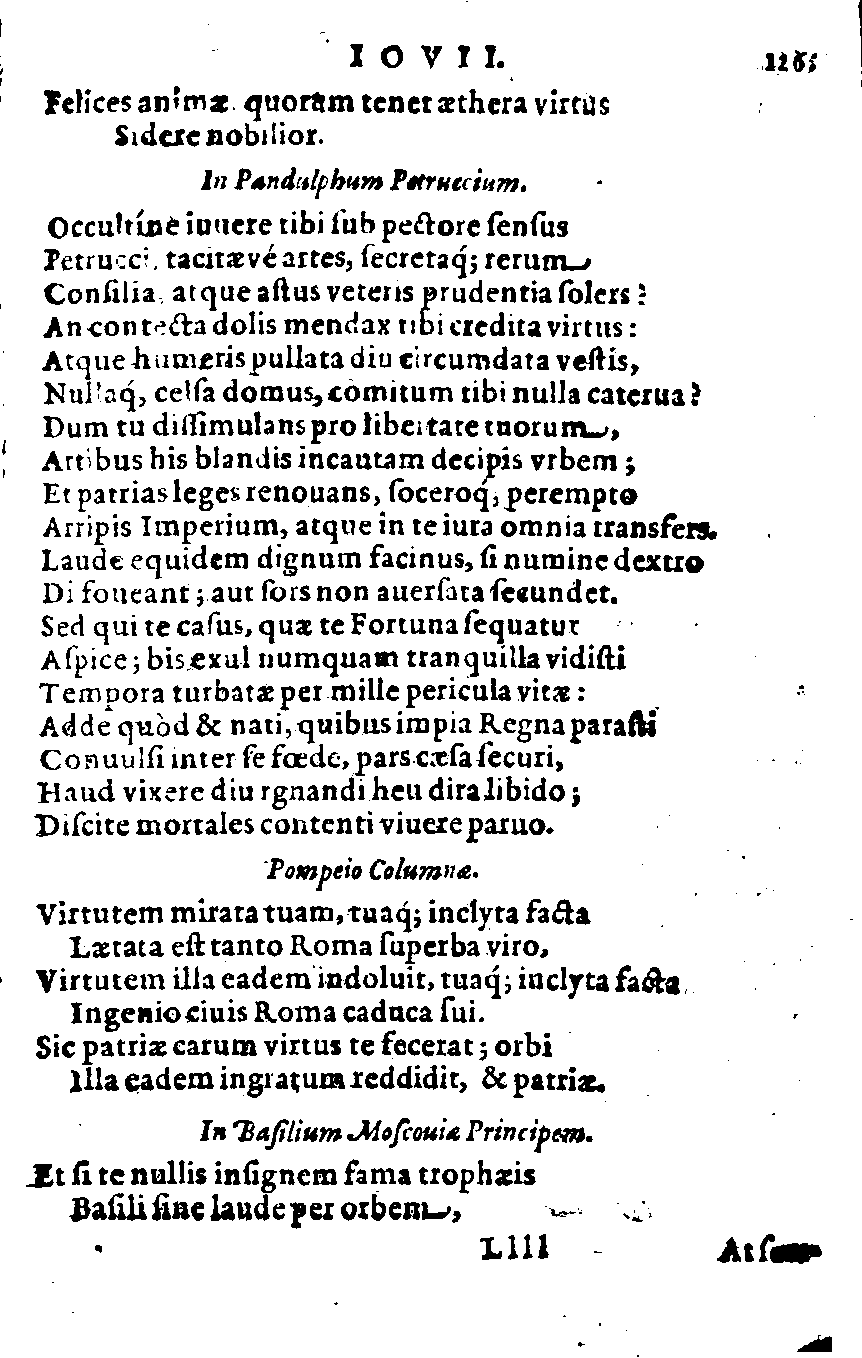 IOVII.
Felices animæ. quorum tenet æthera virtus
Sidere nobilior.
In Pandulphum Petruccium.
Occultíne iuuere tibi ſub pectore ſenſus
Petrucci, tacitævé artes, ſecretaq́; rerum
Conſilia, atque aſtus veteris prudentia ſolers?
An contecta dolis mendax tibi credita virtus:
Atque humeris pullata diu circumdata veſtis,
Nullaq́, celſa domus, comitum tibi nulla caterua?
Dum tu diſſimulans pro libertate tuorum,
Artibus his blandis incautam decipis vrbem;
Et patrias leges renouans, ſoceroq́; perempto
Arripis Imperium, atque in te iura omnia transfers.
Laude equidem dignum facinus, ſi numine dextro
Di foueant; aut ſors non auerſata ſecundet.
Sed qui te caſus, quæ te Fortuna ſequatur
Aſpice; bis exul numquam tranquilla vidiſti
Tempora turbatæ per mille pericula vitæ:
Adde quòd & nati, quibus impia Regna paraſti
Conuulſi inter ſe fœde, pars cæſa ſecuri,
Haud vixere diu rgnandi heu dira libido;
Diſcite mortales contenti viuere paruo.
Pompeio Columnæ.
Virtutem mirata tuam, tuaq́; inclyta facta
Lætata eſt tanto Roma ſuperba viro,
Virtutem illa eadem indoluit, tuaq́; inclyta facta
Ingenio ciuis Roma caduca ſui.
Sic patriæ carum virtus te fecerat; orbi
Illa eadem ingratum reddidit, & patriæ.
In Baſilium Moſcouiæ Principem.
Et ſi te nullis inſignem fama trophæis
Baſili ſine laude per orbem,
Llll
At